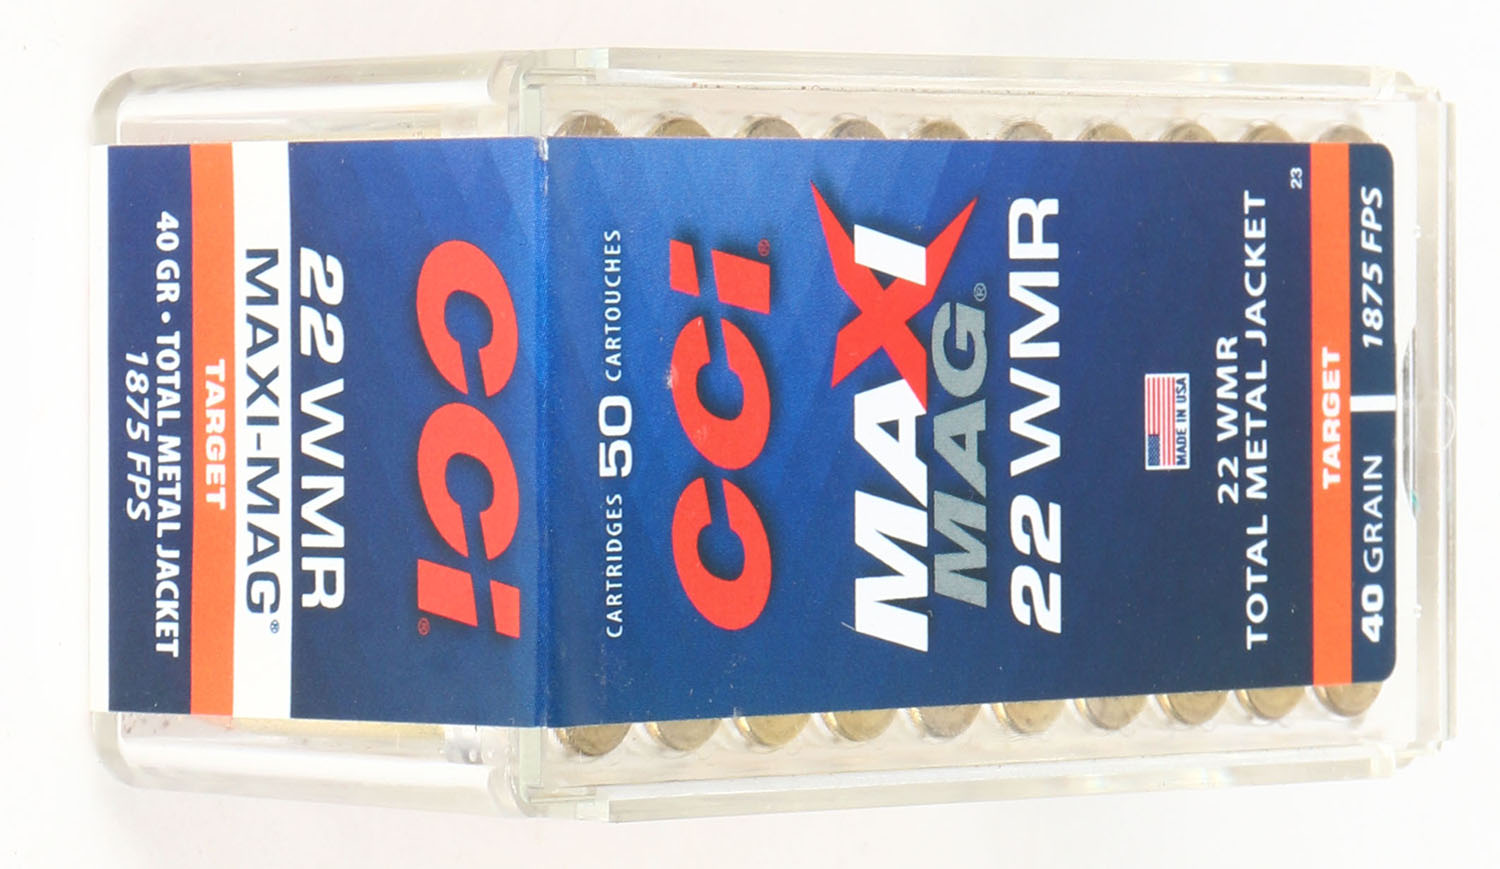 CARTRIDGES 50 CARTOUCHES
CCI®
MAXI
MAG®
22 WMR
MADE IN USA
22 WMR
TOTAL METAL JACKET
23
TARGET
40 GRAIN 1875 FPS
CCI®
22 WMR
MAXI-MAG®
TARGET
40 GR • TOTAL METAL JACKET
1875 FPS